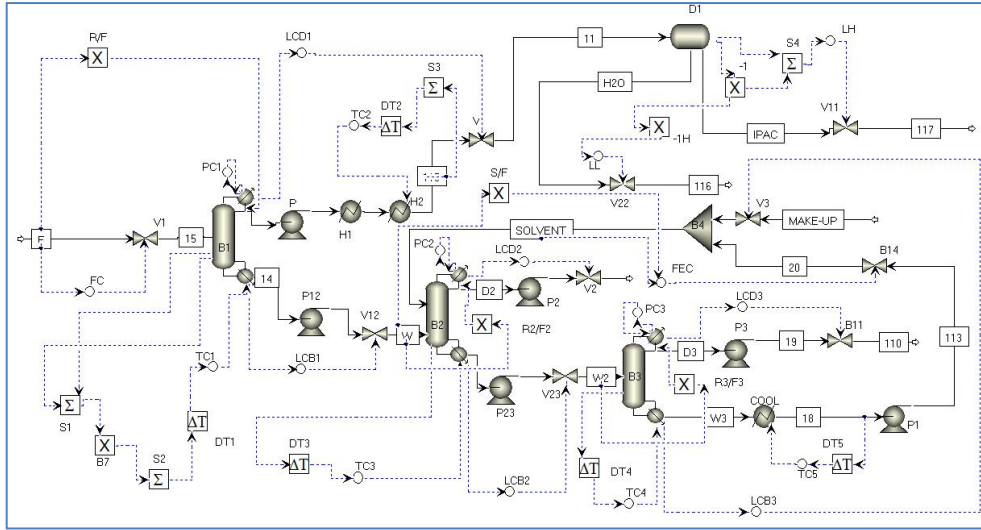 R/F
X
LCD1
PC1
F
V1
15
B1
FC
14
P12
V12
W
TC1
LCB1
Σ
S1
X
B7
Σ
S2
ΔT
DT1
P
H1
H2
TC2
ΔT
DT2
Σ
S3
V
11
D1
H2O
X
-1
Σ
S4
LH
V11
IPAC
117
X
-1H
LL
V22
116
S/F
X
SOLVENT
B4
V3
MAKE-UP
20
B14
FEC
PC2
LCD2
B2
D2
P2
V2
X
R2/F2
P23
V23
W2
LCB2
ΔT
DT3
TC3
PC3
LCD3
B3
D3
P3
19
B11
110
113
X
R3/F3
W3
COOL
18
P1
ΔT
DT4
TC4
ΔT
DT5
TC5
LCB3